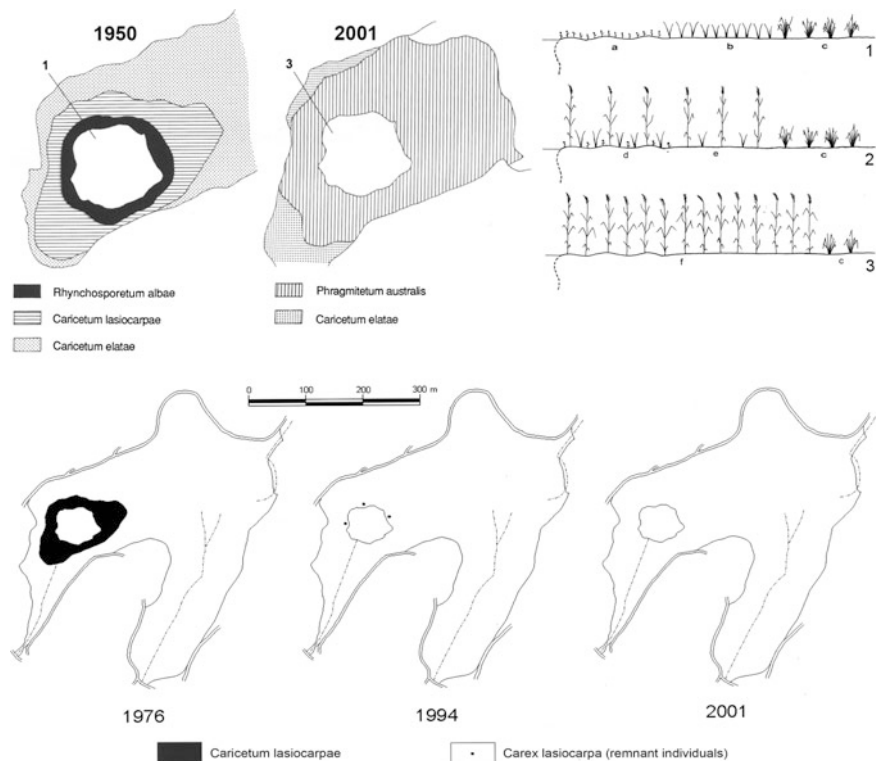 1950
2001
1
3
Rhynchosporetum albae
Caricetum lasiocarpae
Caricetum elatae
Phragmitetum australis
Caricetum elatae
a b c 1
d e c 2
f c 3
0 100 200 300 m
1976
1994
2001
Caricetum lasiocarpae
Carex lasiocarpa (remnant individuals)